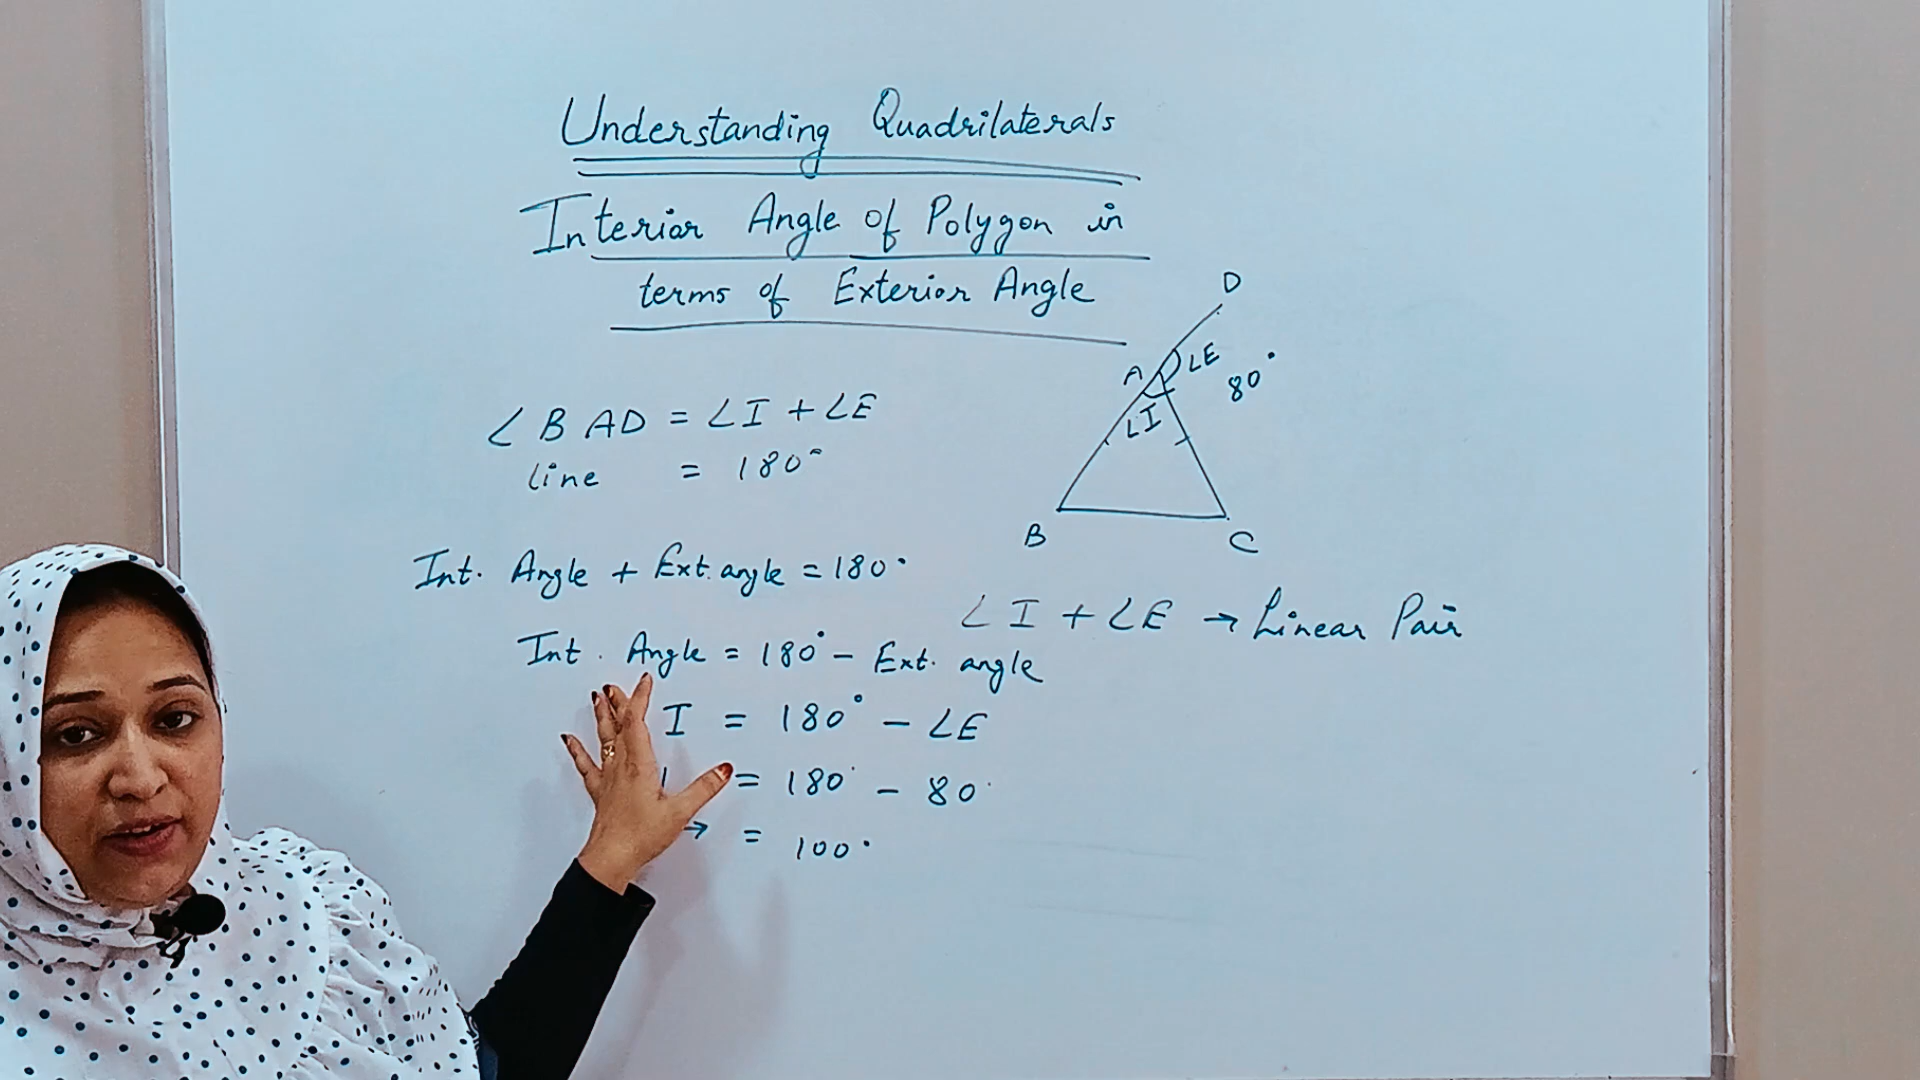 Understanding Quadrilaterals
Interior Angle of Polygon in
terms of Exterior Angle
D
A
∠E
80°
∠I
B
C
∠BAD = ∠I + ∠E
line = 180°
Int. Angle + Ext. angle = 180°
∠I + ∠E → Linear Pair
Int. Angle = 180° - Ext. angle
I = 180° - ∠E
= 180° - 80°
→ = 100°